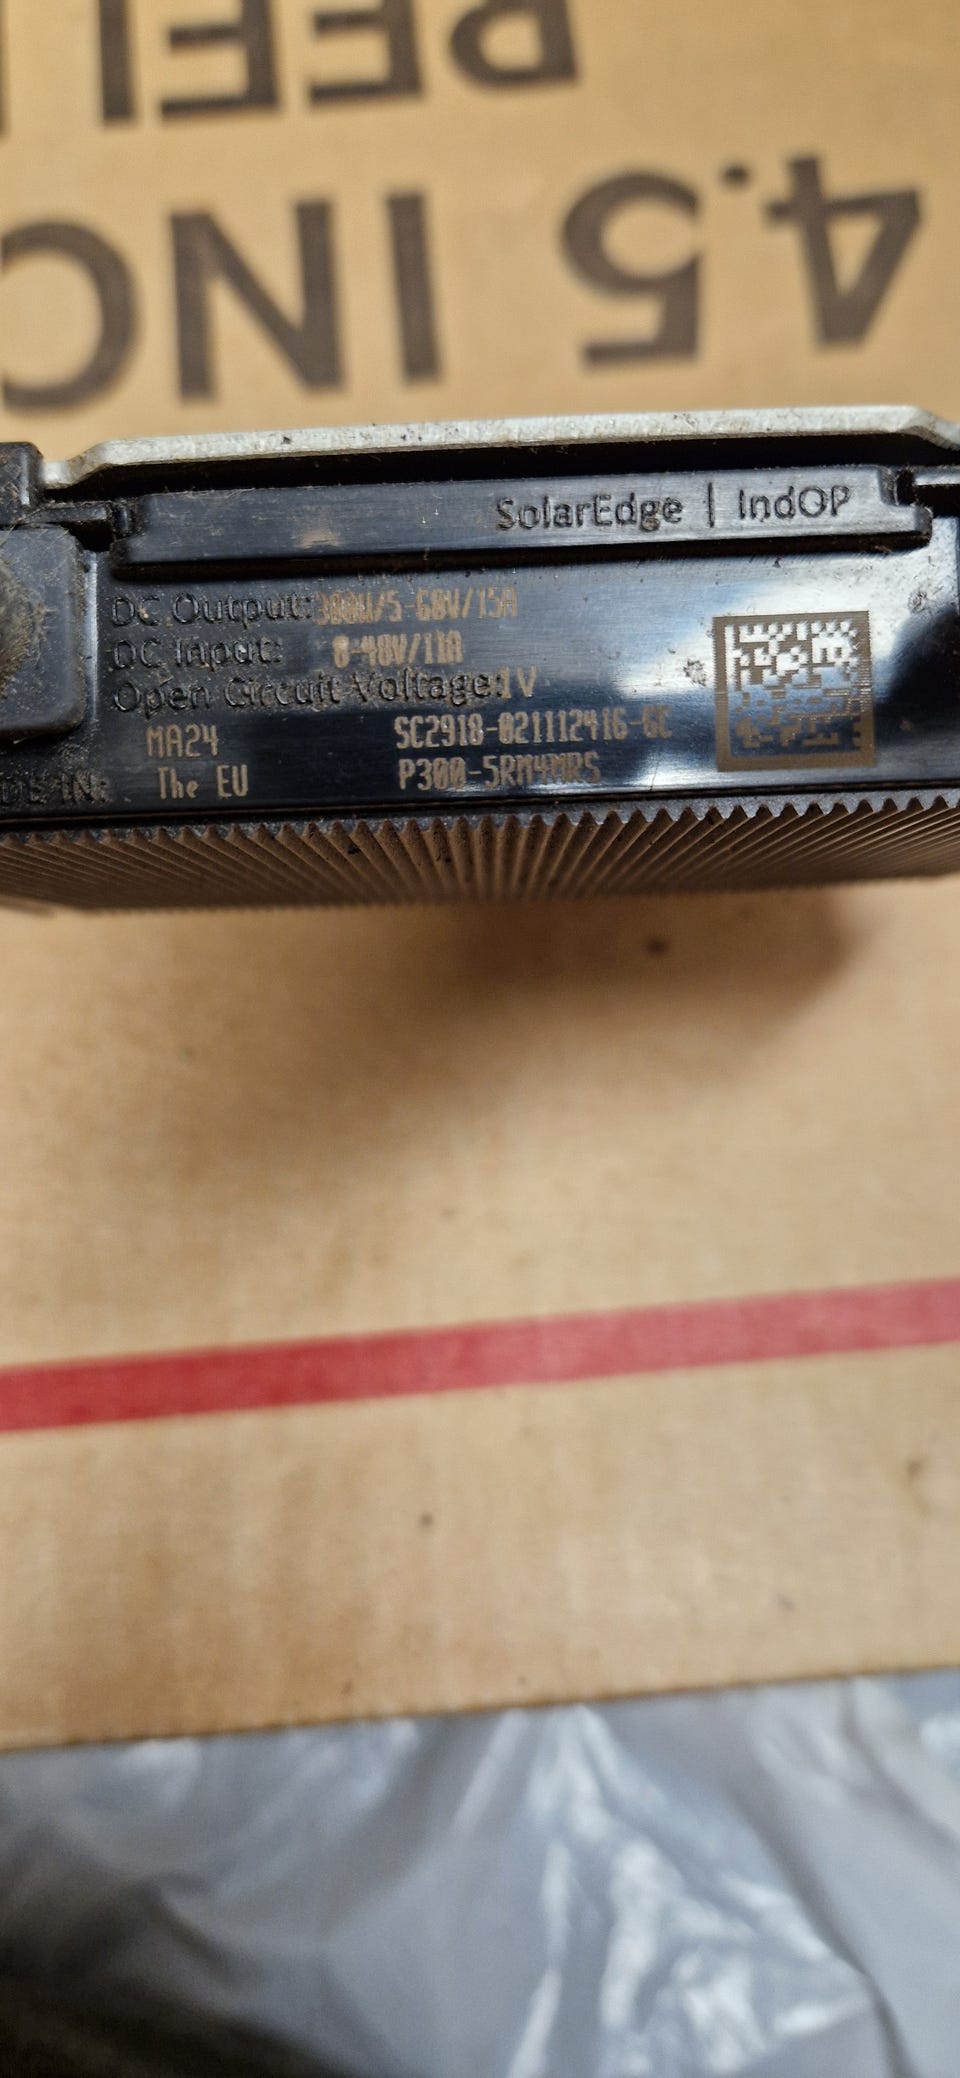 4.5 INC
SolarEdge | IndOP
DC Output: 300W/5-60V/15A
DC Input: 8-48V/11A
Open Circuit Voltage: 1V
MA24
SC2918-021112416-6C
The EU
P300-5RM4MRS